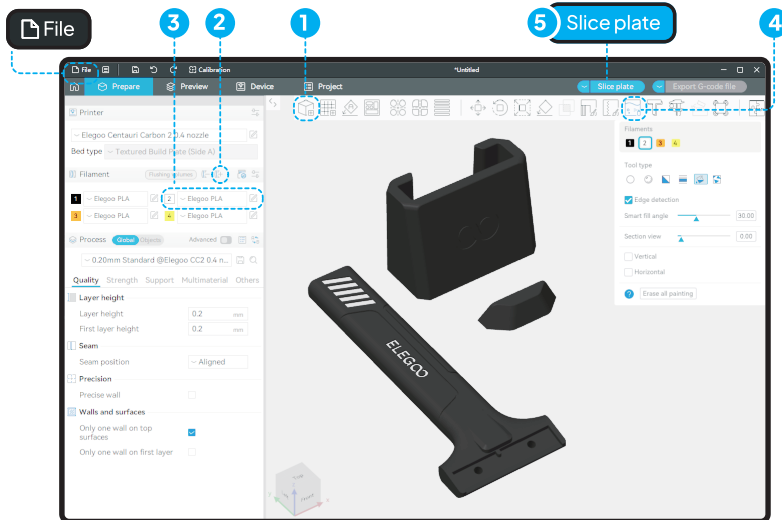 File
3
2
1
5 Slice plate
4
File
Calibration
*Untitled
Prepare
Preview
Device
Project
Slice plate
Export G-code file
Printer
Elegoo Centauri Carbon 2 0.4 nozzle
Bed type
Textured Build Plate (Side A)
Filament
Flushing volumes
1 Elegoo PLA
2 Elegoo PLA
3 Elegoo PLA
4 Elegoo PLA
Process
Global
Objects
Advanced
0.20mm Standard @Elegoo CC2 0.4 n...
Quality Strength Support Multimaterial Others
Layer height
Layer height 0.2 mm
First layer height 0.2 mm
Seam
Seam position Aligned
Precision
Precise wall
Walls and surfaces
Only one wall on top
surfaces
Only one wall on first layer
Filaments
1 2 3 4
Tool type
Edge detection
Smart fill angle 30.00
Section view 0.00
Vertical
Horizontal
? Erase all painting
ELEGOO
Top
Front